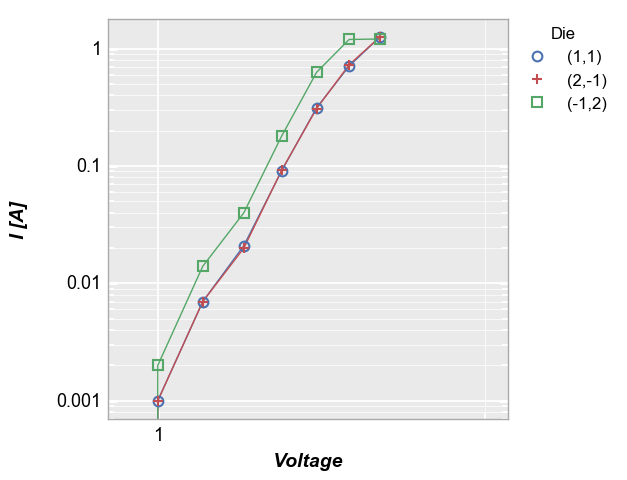 Die
(1,1)
(2,-1)
(-1,2)
1
0.1
0.01
0.001
I [A]
1
Voltage